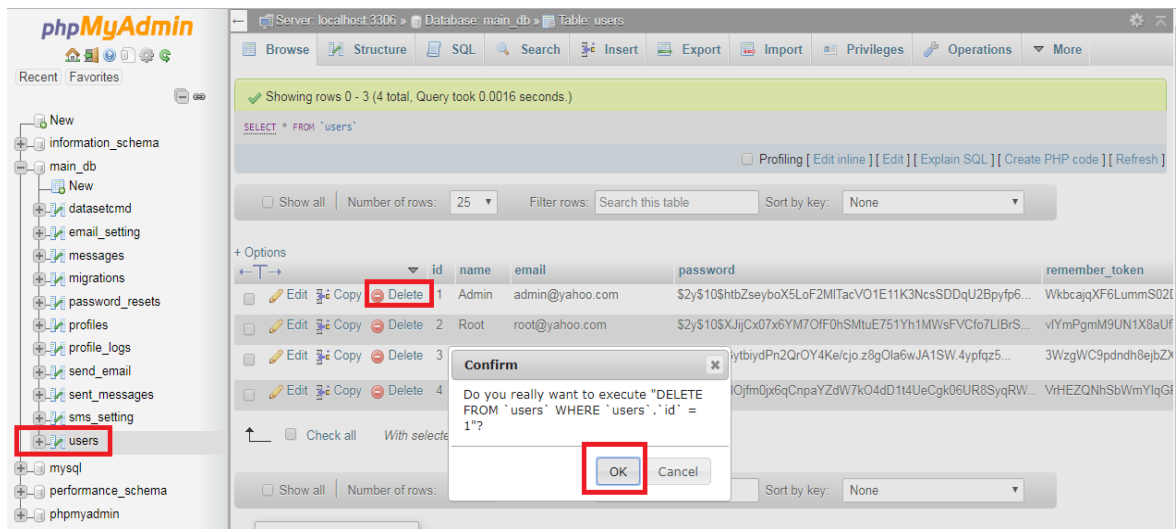 phpMyAdmin
Recent Favorites
New
information_schema
main_db
New
datasetcmd
email_setting
messages
migrations
password_resets
profiles
profile_logs
send_email
sent_messages
sms_setting
users
mysql
performance_schema
phpmyadmin
Server: localhost:3306 » Database: main_db » Table: users
Browse Structure SQL Search Insert Export Import Privileges Operations More
Showing rows 0 - 3 (4 total, Query took 0.0016 seconds.)
SELECT * FROM `users`
Profiling [ Edit inline ] [ Edit ] [ Explain SQL ] [ Create PHP code ] [ Refresh ]
Show all Number of rows: 25 Filter rows: Search this table Sort by key: None
+ Options
id name email password remember_token
Edit Copy Delete 1 Admin admin@yahoo.com
Edit Copy Delete 2 Root root@yahoo.com
Edit Copy Delete 3
Edit Copy Delete 4
Confirm
Do you really want to execute "DELETE
FROM `users` WHERE `users`.`id` =
1"?
OK Cancel
Check all With selecte
Show all Number of rows: Sort by key: None